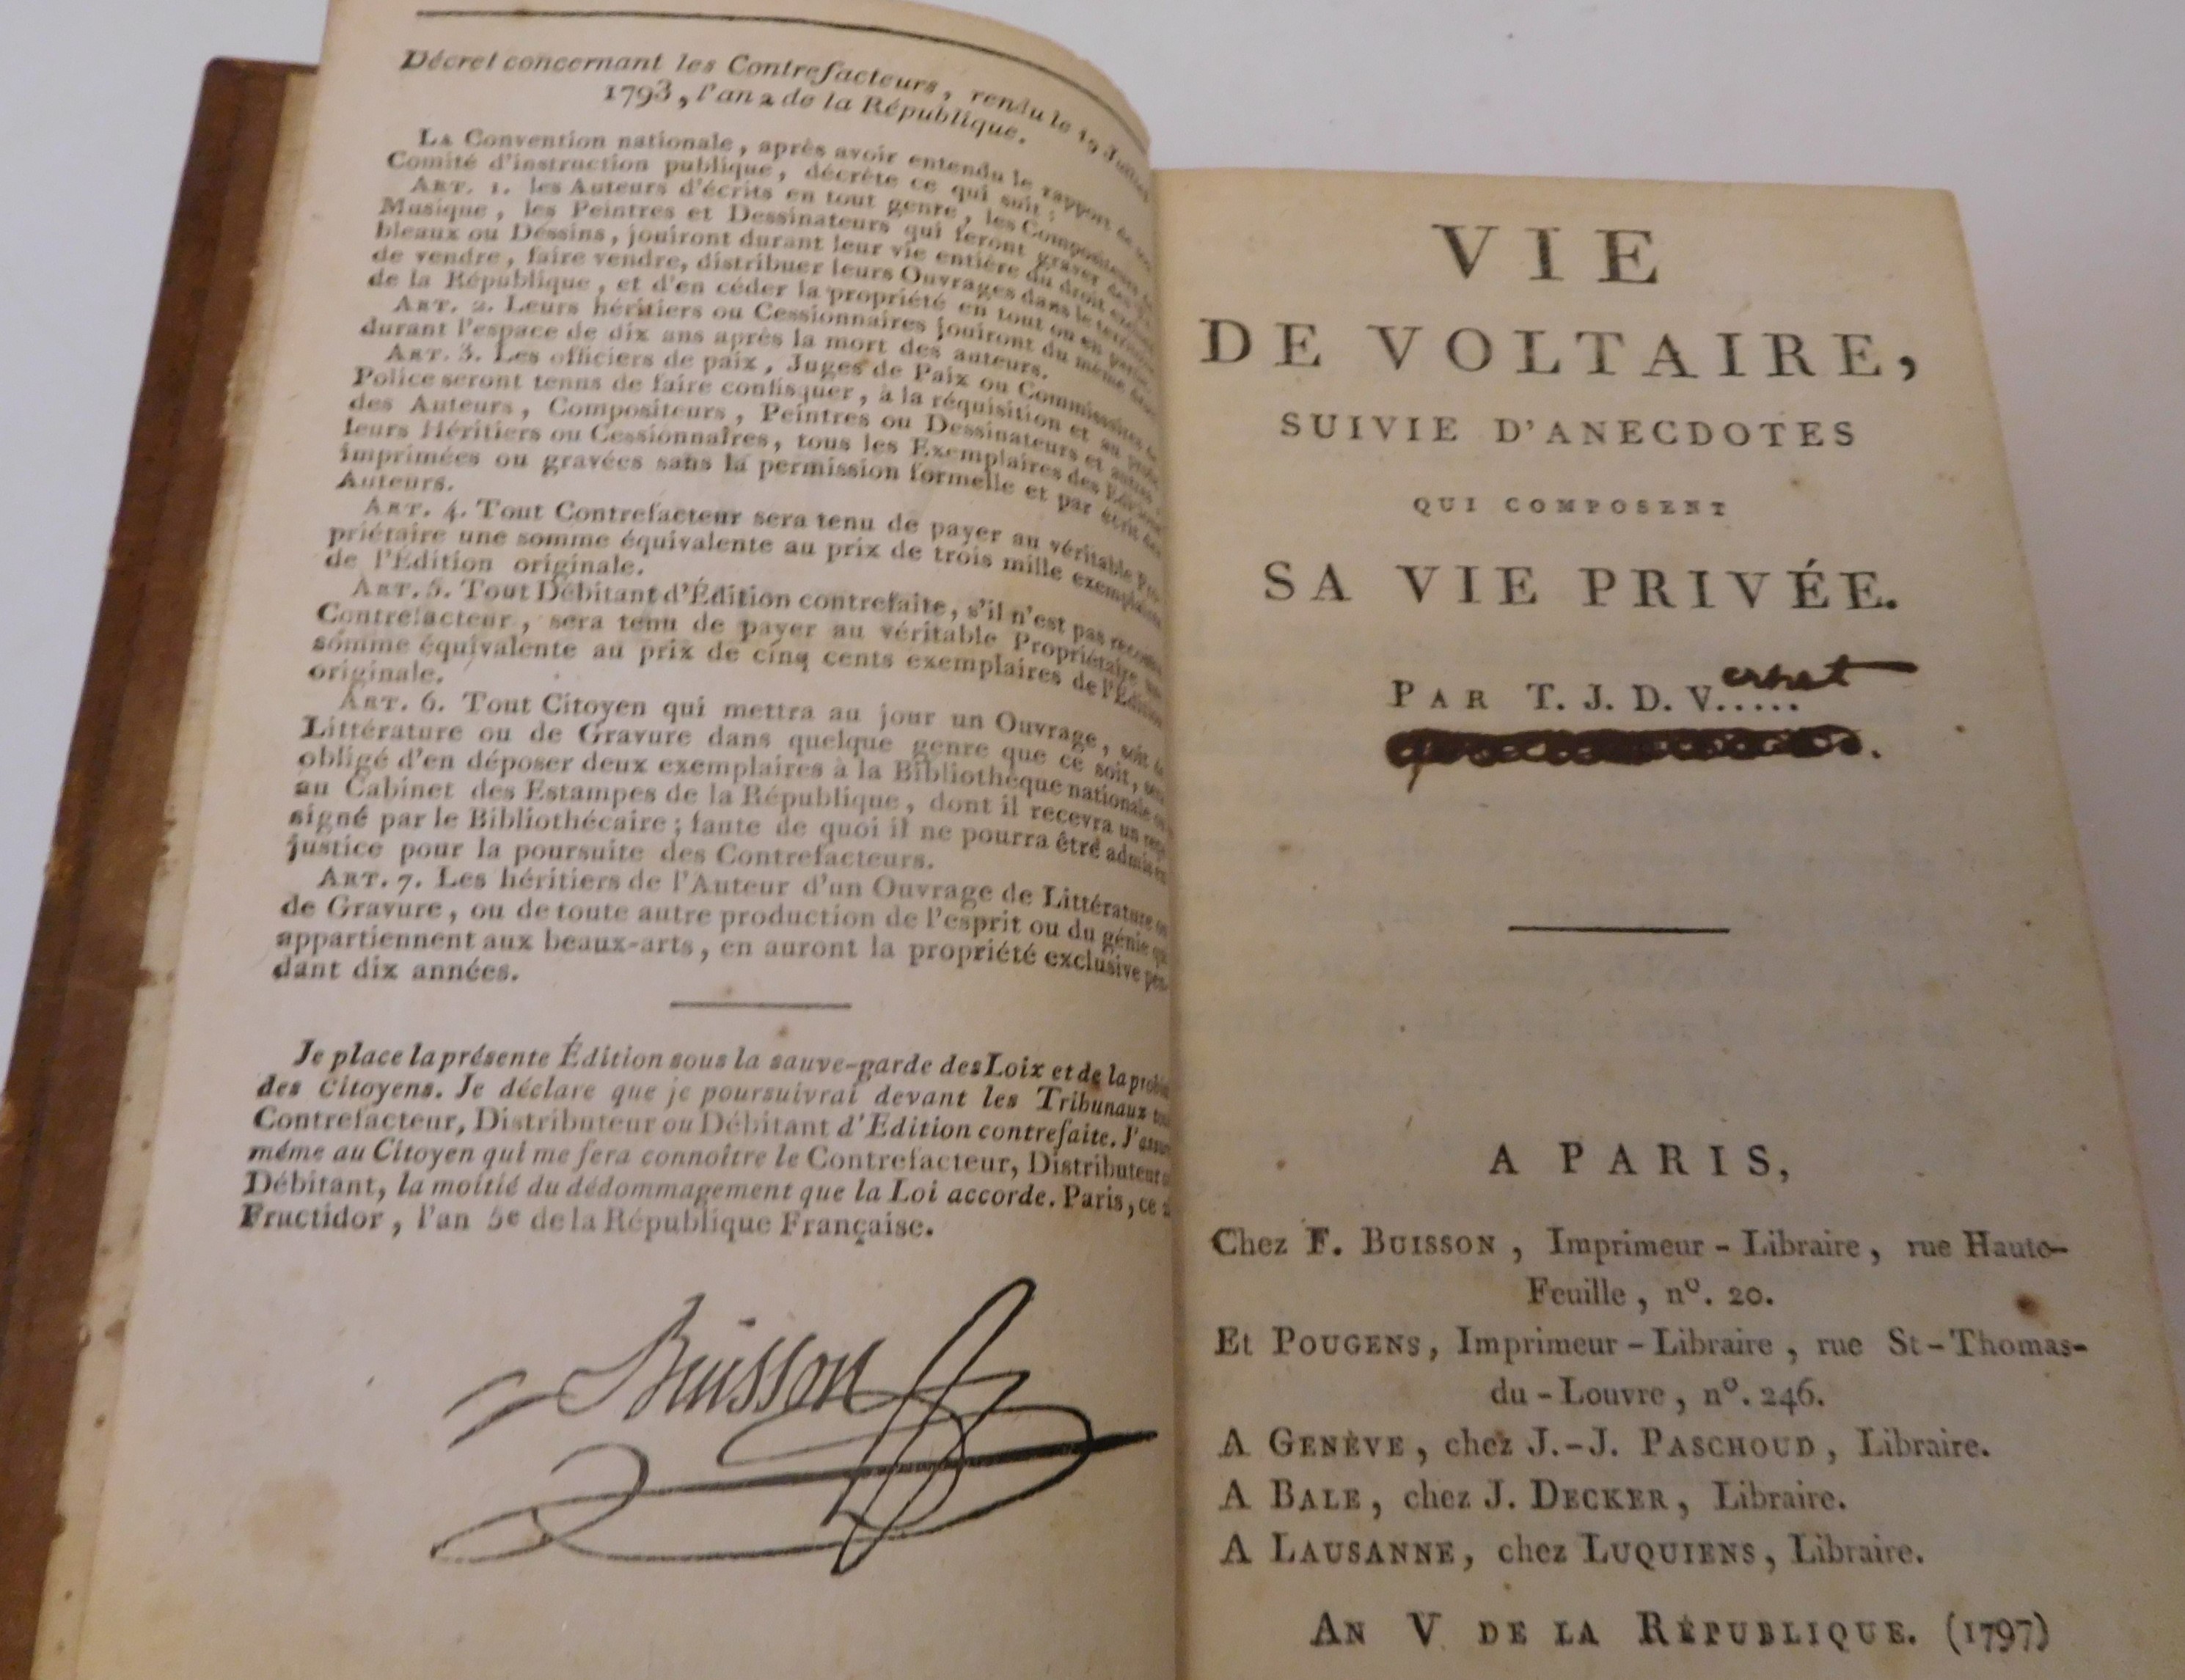 Décret concernant les Contrefacteurs, rendu le 19 Juillet
1793, l'an 2 de la République.
LA Convention nationale, après avoir entendu le rapport de son
Comité d'instruction publique, décrète ce qui suit :
ART. 1. les Auteurs d'écrits en tout genre, les Compositeurs de
Musique, les Peintres et Dessinateurs qui feront graver des
bleaux ou Dessins, jouiront durant leur vie entière du droit
de vendre, faire vendre, distribuer leurs Ouvrages dans le territoire
de la République, et d'en céder la propriété en tout ou en partie.
ART. 2. Leurs héritiers ou Cessionnaires jouiront du même droit
durant l'espace de dix ans après la mort des auteurs.
ART. 3. Les officiers de paix, Juges de Paix ou Commissaires de
Police seront tenus de faire confisquer, à la réquisition et au profit
des Auteurs, Compositeurs, Peintres ou Dessinateurs et autres,
leurs Héritiers ou Cessionnaires, tous les Exemplaires des Éditions
imprimées ou gravées sans la permission formelle et par écrit des
Auteurs.
ART. 4. Tout Contrefacteur sera tenu de payer au véritable Pro-
priétaire une somme équivalente au prix de trois mille exemplaires
de l'Édition originale.
ART. 5. Tout Débitant d'Édition contrefaite, s'il n'est pas reconnu
Contrefacteur, sera tenu de payer au véritable Propriétaire une
somme équivalente au prix de cinq cents exemplaires de l'Édition
originale.
ART. 6. Tout Citoyen qui mettra au jour un Ouvrage, soit de
Littérature ou de Gravure dans quelque genre que ce soit, sera
obligé d'en déposer deux exemplaires à la Bibliothèque nationale ou
au Cabinet des Estampes de la République, dont il recevra un reçu
signé par le Bibliothécaire ; faute de quoi il ne pourra être admis en
justice pour la poursuite des Contrefacteurs.
ART. 7. Les héritiers de l'Auteur d'un Ouvrage de Littérature ou
de Gravure, ou de toute autre production de l'esprit ou du génie qui
appartiennent aux beaux-arts, en auront la propriété exclusive pen-
dant dix années.
Je place la présente Édition sous la sauve-garde des Loix et de la probité
des Citoyens. Je déclare que je poursuivrai devant les Tribunaux tout
Contrefacteur, Distributeur ou Débitant d'Edition contrefaite. J'assure
même au Citoyen qui me fera connoître le Contrefacteur, Distributeur ou
Débitant, la moitié du dédommagement que la Loi accorde. Paris, ce
Fructidor, l'an 5e de la République Française.
Buisson
VIE
DE VOLTAIRE,
SUIVIE D'ANECDOTES
QUI COMPOSENT
SA VIE PRIVÉE.
PAR T. J. D. V.....
A PARIS,
Chez F. BUISSON, Imprimeur-Libraire, rue Haute-
Feuille, nº. 20.
Et POUGENS, Imprimeur-Libraire, rue St-Thomas-
du-Louvre, nº. 246.
A GENÈVE, chez J.-J. PASCHOUD, Libraire.
A BALE, chez J. DECKER, Libraire.
A LAUSANNE, chez LUQUIENS, Libraire.
AN V DE LA RÉPUBLIQUE. (1797)